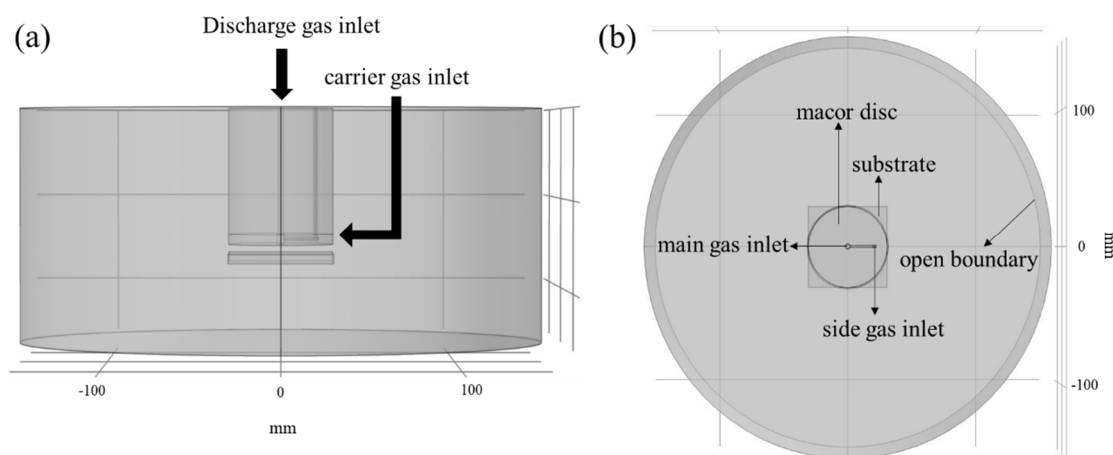 (a)
Discharge gas inlet
carrier gas inlet
-100
0
100
mm
(b)
macor disc
substrate
main gas inlet
open boundary
side gas inlet
100
0
-100
mm